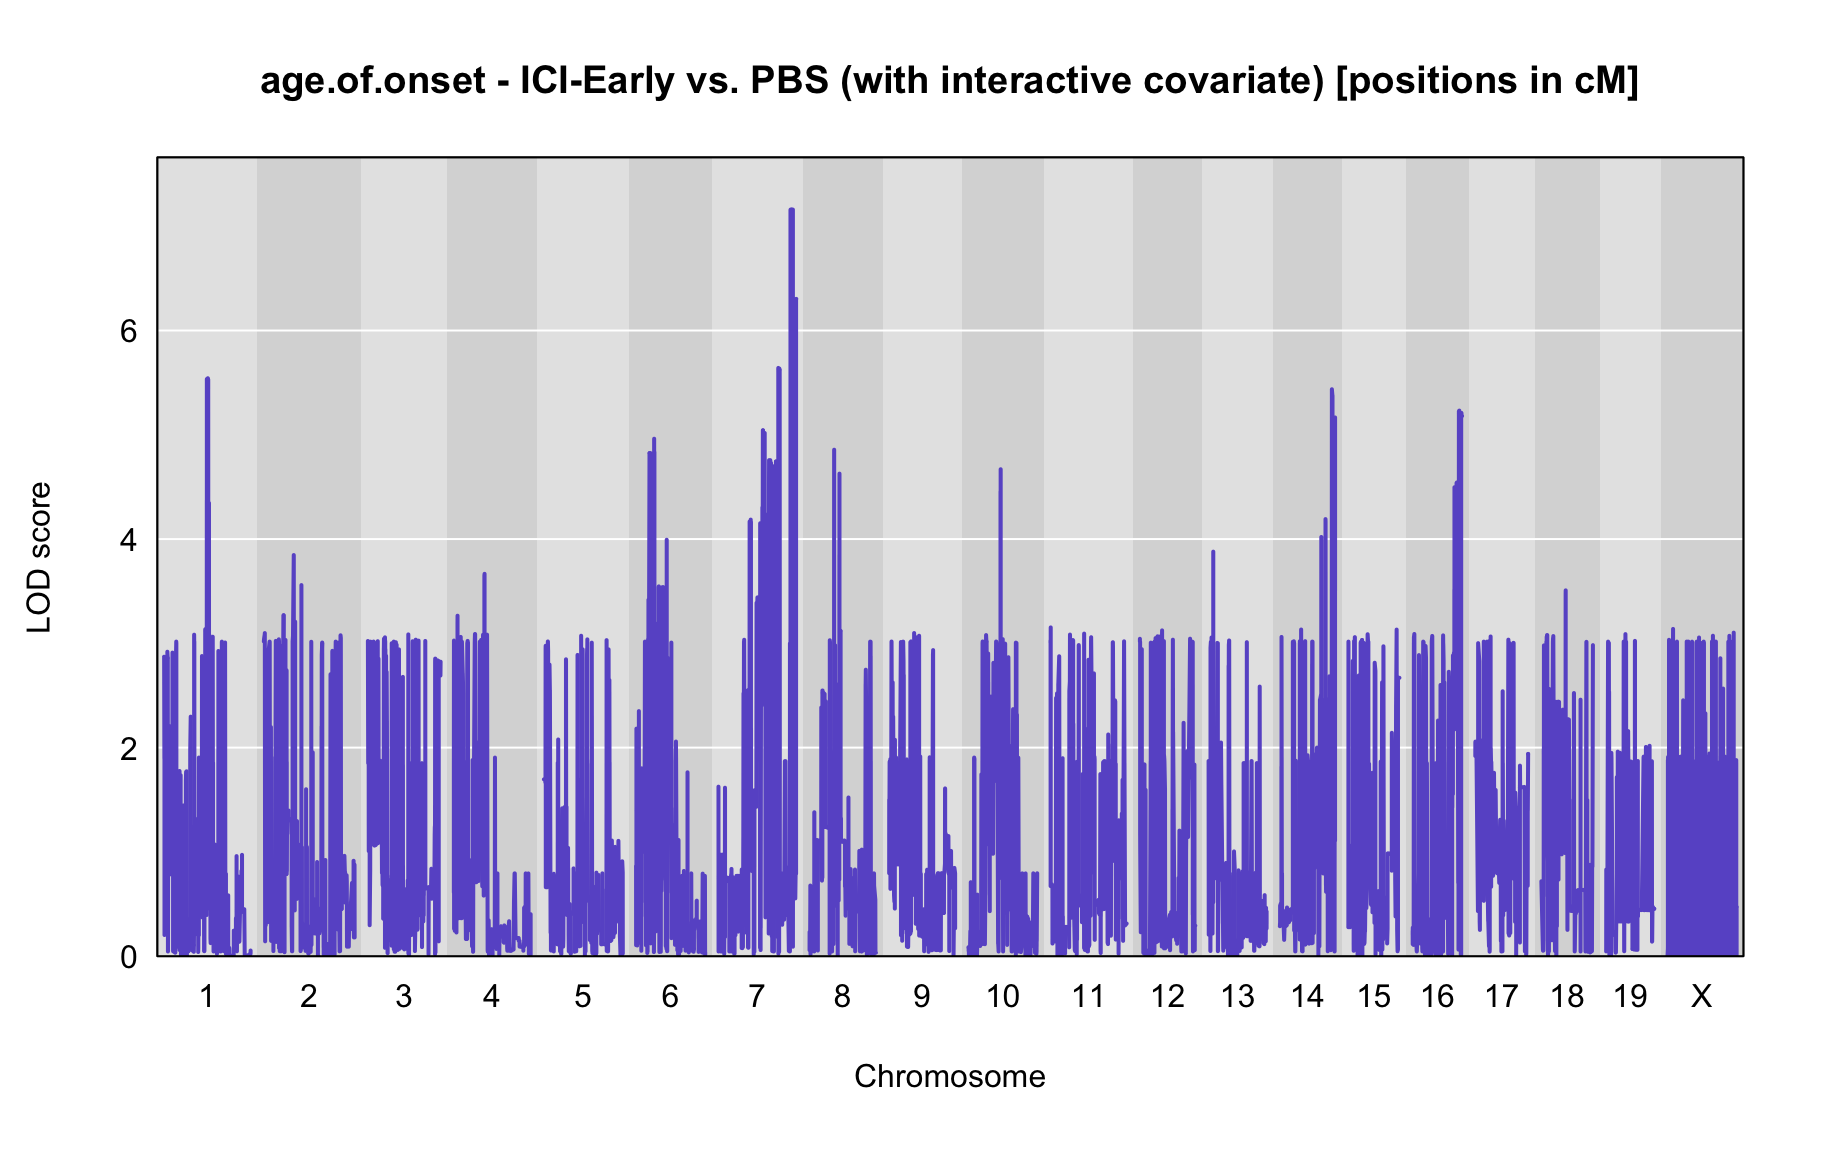 age.of.onset - ICI-Early vs. PBS (with interactive covariate) [positions in cM]
LOD score
6
4
2
0
1 2 3 4 5 6 7 8 9 10 11 12 13 14 15 16 17 18 19 X
Chromosome